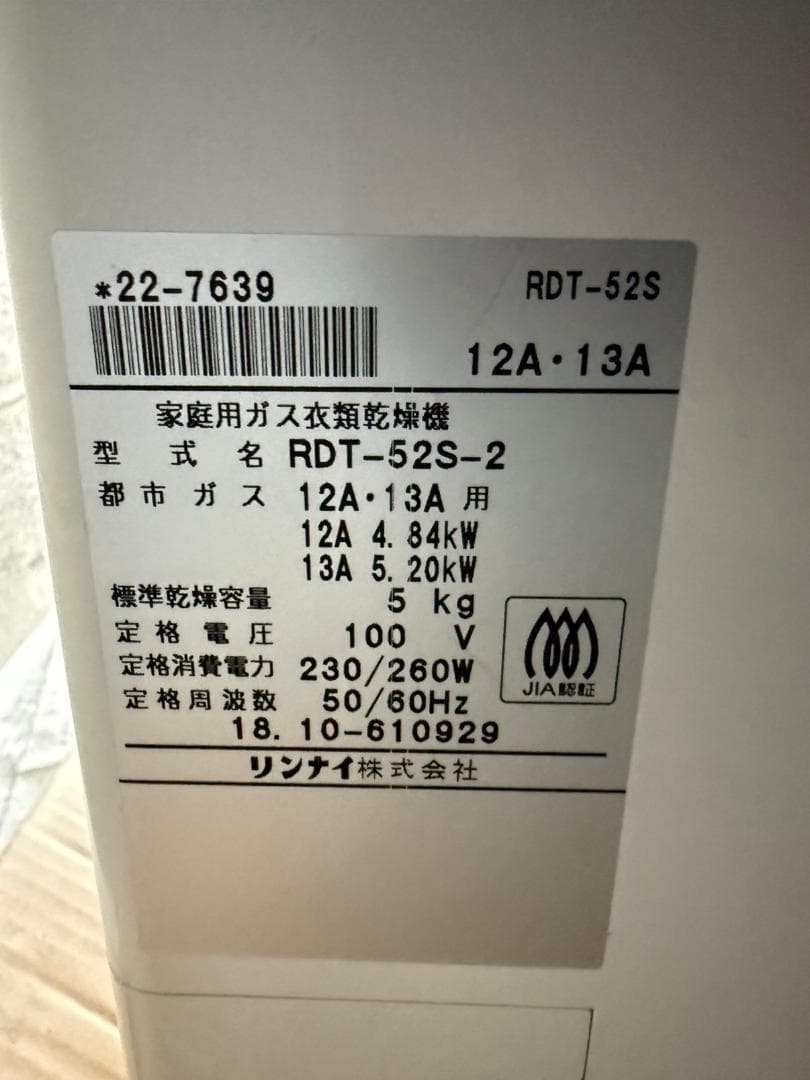 *22-7639 RDT-52S
12A・13A
家庭用ガス衣類乾燥機
型式名 RDT-52S-2
都市ガス 12A・13A 用
12A 4.84kW
13A 5.20kW
標準乾燥容量 5 kg
定格電圧 100 V
定格消費電力 230/260W
定格周波数 50/60Hz
18.10-610929
JIA認証
リンナイ株式会社